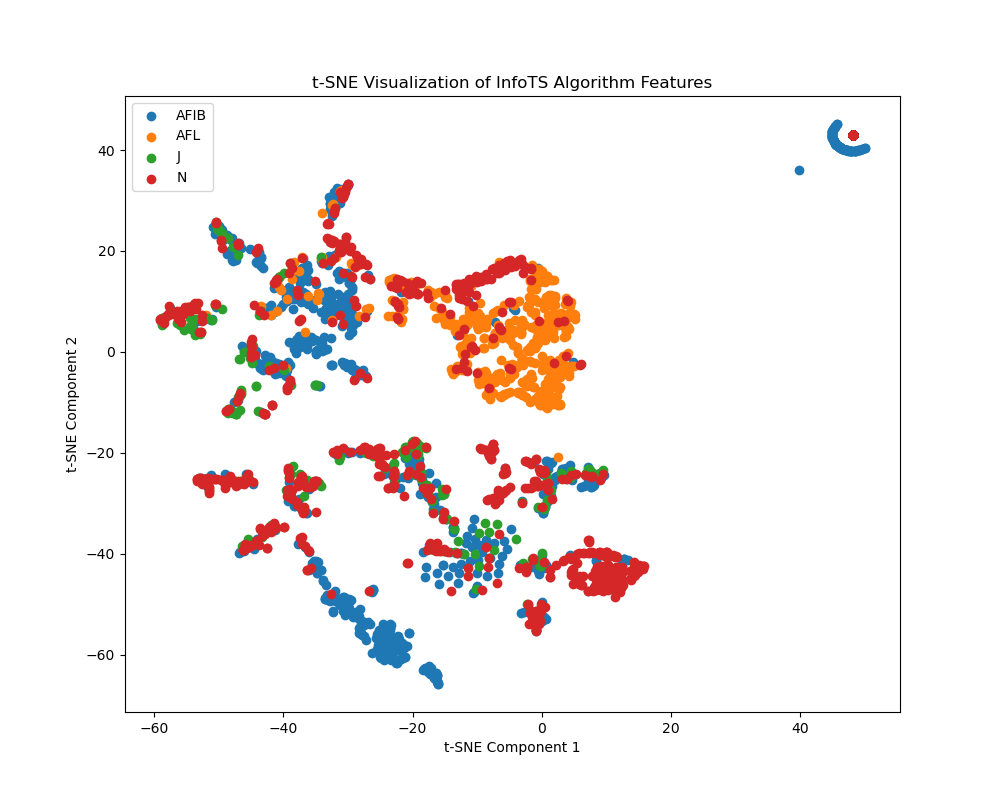 t-SNE Visualization of InfoTS Algorithm Features
AFIB
AFL
J
N
40
20
0
−20
−40
−60
t-SNE Component 2
−60 −40 −20 0 20 40
t-SNE Component 1